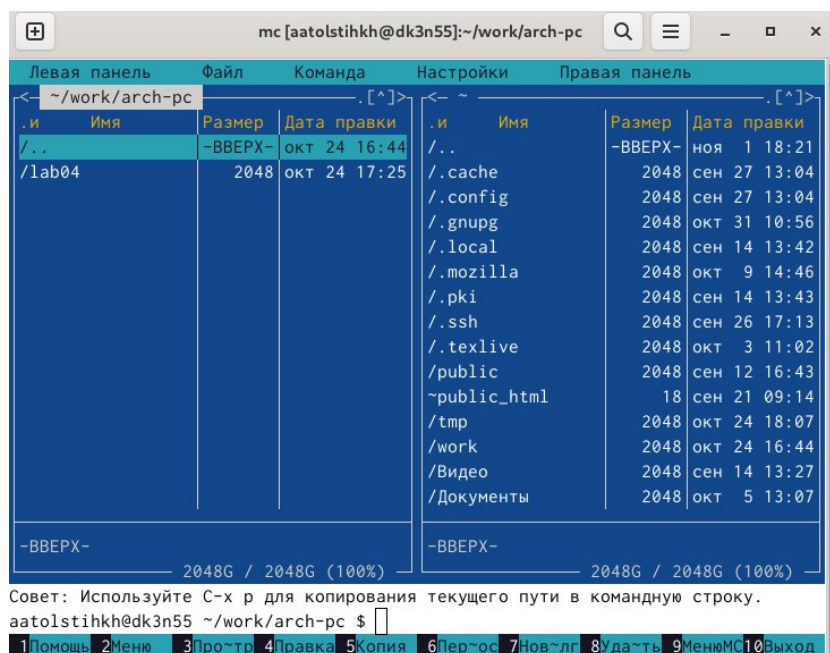 mc [aatolstihkh@dk3n55]:~/work/arch-pc
Левая панель Файл Команда Настройки Правая панель
<— ~/work/arch-pc .[^]> <— ~ .[^]>
.и Имя Размер Дата правки .и Имя Размер Дата правки
/.. -ВВЕРХ- окт 24 16:44 /.. -ВВЕРХ- ноя 1 18:21
/lab04 2048 окт 24 17:25 /.cache 2048 сен 27 13:04
/.config 2048 сен 27 13:04
/.gnupg 2048 окт 31 10:56
/.local 2048 сен 14 13:42
/.mozilla 2048 окт 9 14:46
/.pki 2048 сен 14 13:43
/.ssh 2048 сен 26 17:13
/.texlive 2048 окт 3 11:02
/public 2048 сен 12 16:43
~public_html 18 сен 21 09:14
/tmp 2048 окт 24 18:07
/work 2048 окт 24 16:44
/Видео 2048 сен 14 13:27
/Документы 2048 окт 5 13:07
-ВВЕРХ- -ВВЕРХ-
2048G / 2048G (100%) 2048G / 2048G (100%)
Совет: Используйте C-x p для копирования текущего пути в командную строку.
aatolstihkh@dk3n55 ~/work/arch-pc $
1Помощь 2Меню 3Про~тр 4Правка 5Копия 6Пер~ос 7Нов~лг 8Уда~ть 9МенюМС 10Выход